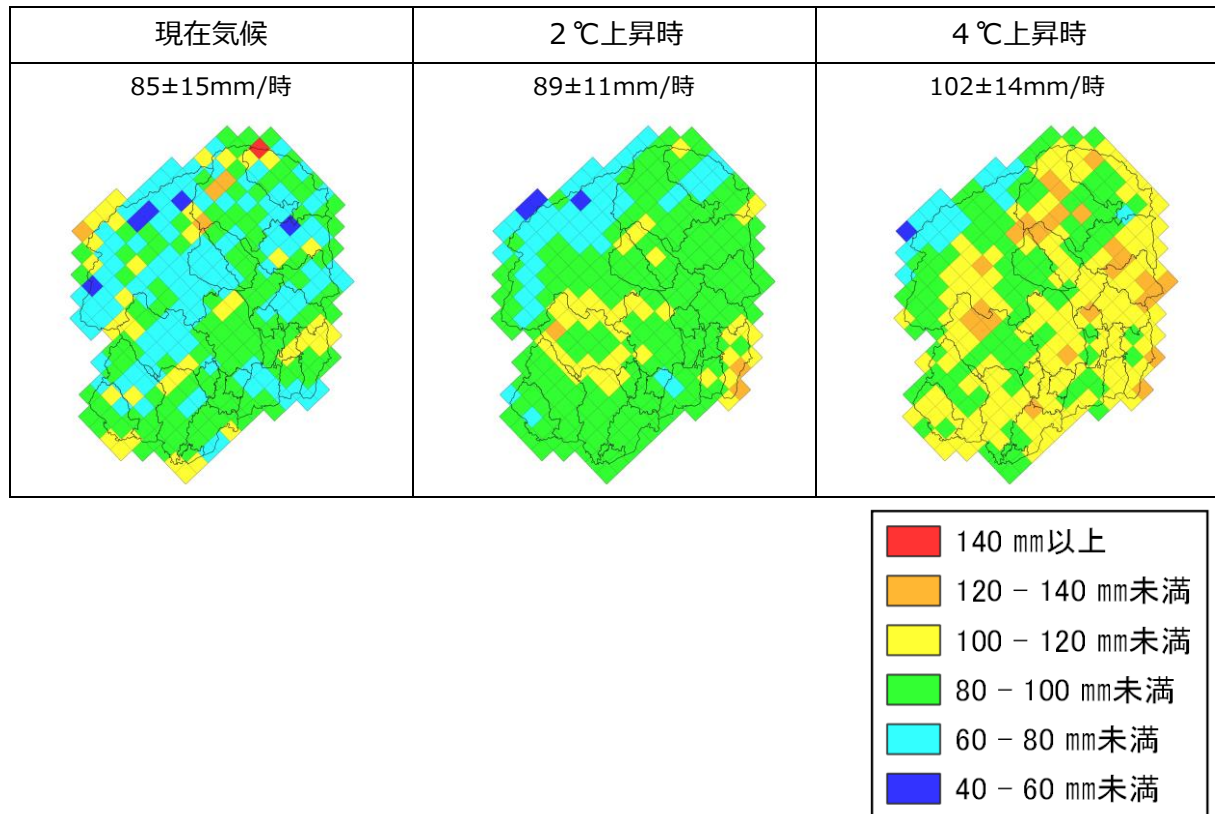 現在気候
２℃上昇時
４℃上昇時
85±15mm/時
89±11mm/時
102±14mm/時
140 ㎜以上
120 − 140 ㎜未満
100 − 120 ㎜未満
80 − 100 ㎜未満
60 − 80 ㎜未満
40 − 60 ㎜未満